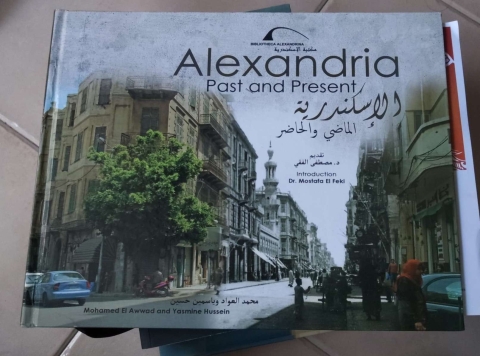 BIBLIOTHECA ALEXANDRINA
مكتبة الإسكندرية
Alexandria
Past and Present
الإسكندرية
الماضي والحاضر
تقديم
د. مصطفى الفقي
Introduction
Dr. Mostafa El Feki
محمد العواد وياسمين حسين
Mohamed El Awwad and Yasmine Hussein